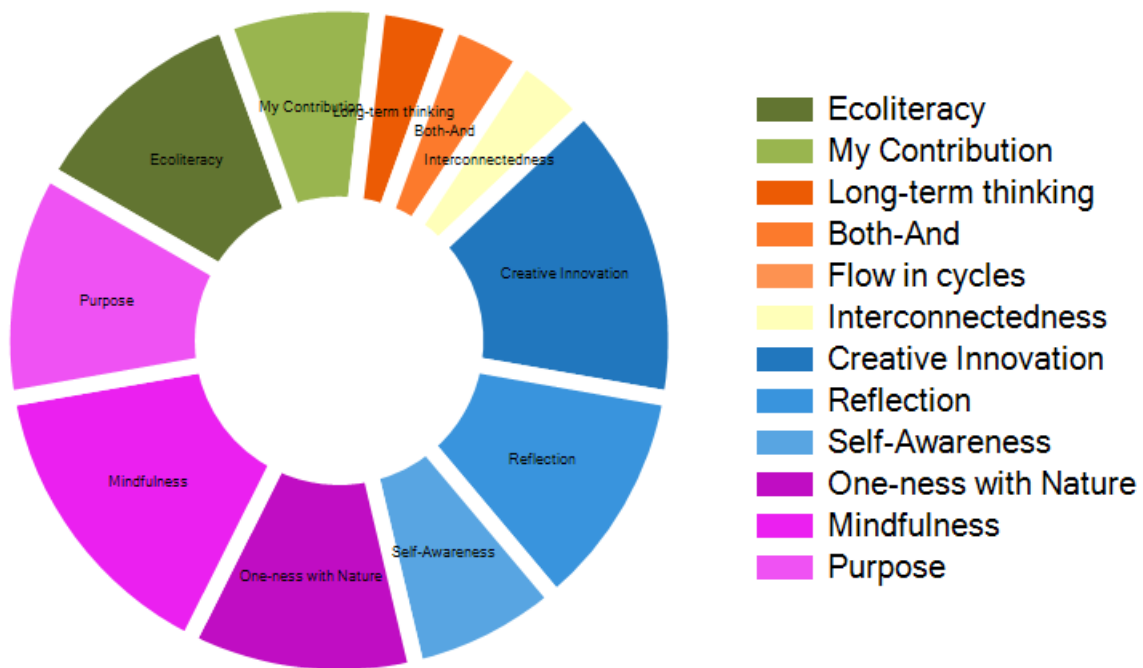 My Contribution
Long-term thinking
Both-And
Ecoliteracy
Interconnectedness
Creative Innovation
Purpose
Reflection
Mindfulness
Self-Awareness
One-ness with Nature
Ecoliteracy
My Contribution
Long-term thinking
Both-And
Flow in cycles
Interconnectedness
Creative Innovation
Reflection
Self-Awareness
One-ness with Nature
Mindfulness
Purpose